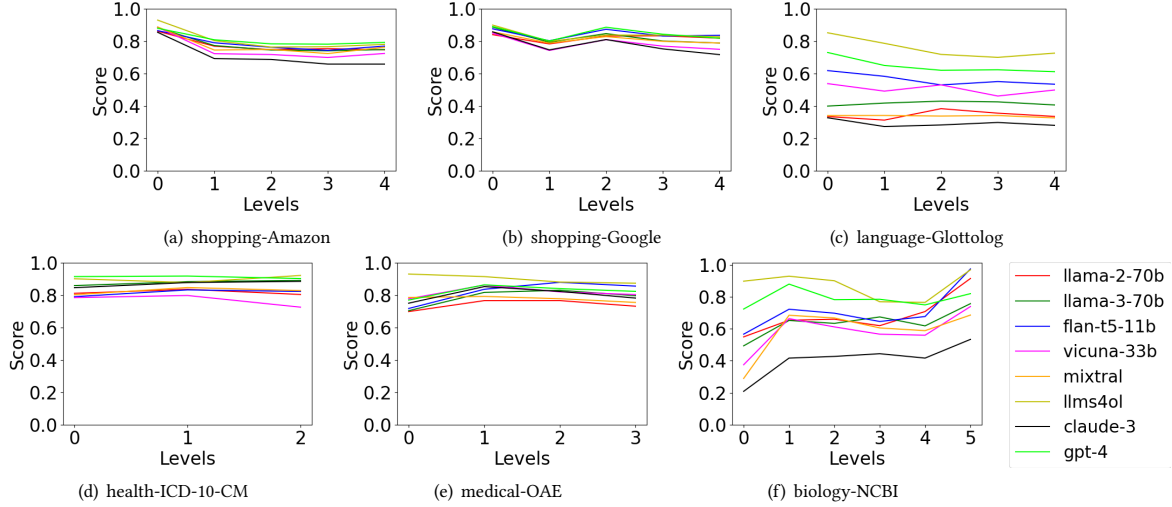 1.0
0.8
0.6
0.4
0.2
0.0
Score
0 1 2 3 4
Levels
(a) shopping-Amazon
1.0
0.8
0.6
0.4
0.2
0.0
Score
0 1 2 3 4
Levels
(b) shopping-Google
1.0
0.8
0.6
0.4
0.2
0.0
Score
0 1 2 3 4
Levels
(c) language-Glottolog
1.0
0.8
0.6
0.4
0.2
0.0
Score
0 1 2
Levels
(d) health-ICD-10-CM
1.0
0.8
0.6
0.4
0.2
0.0
Score
0 1 2 3
Levels
(e) medical-OAE
1.0
0.8
0.6
0.4
0.2
0.0
Score
0 1 2 3 4 5
Levels
(f) biology-NCBI
llama-2-70b
llama-3-70b
flan-t5-11b
vicuna-33b
mixtral
llms4ol
claude-3
gpt-4